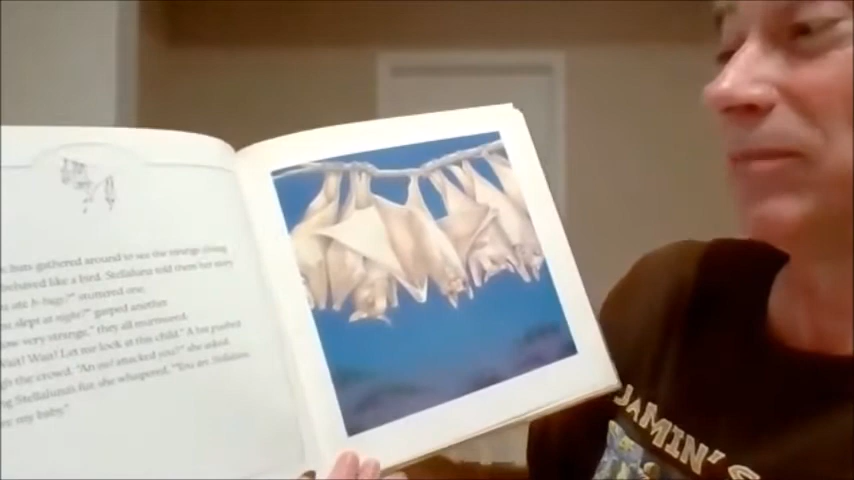 bats gathered around to see the strange
behaved like a bird. Stellaluna told them her story.
ate b-bugs?" stuttered one.
slept at night?" gasped another.
ow very strange," they all murmured.
Wait! Wait! Let me look at this child." A bat pushed
gh the crowd. "An owl attacked you?" she asked.
ng Stellaluna's fur, she whispered, "You are Stellaluna.
my baby."
JAMIN'S